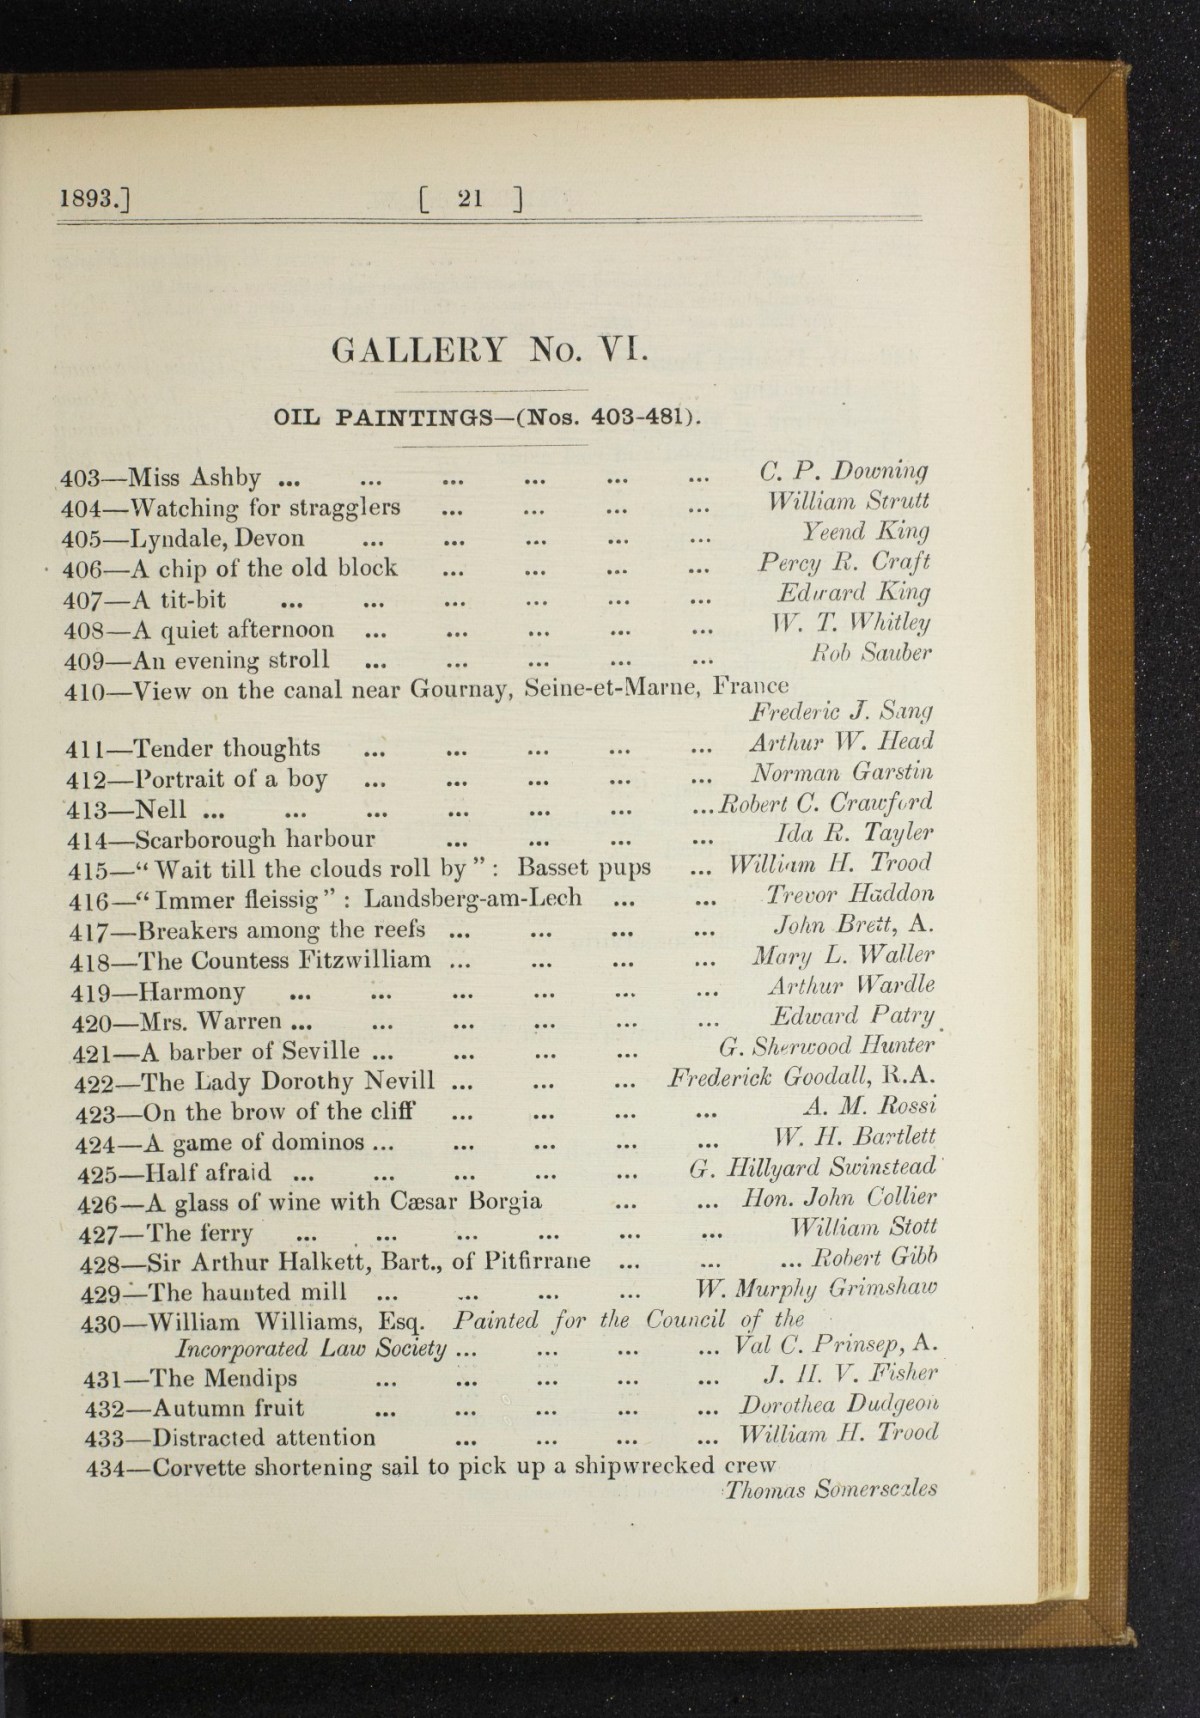 1893.] [ 21 ]
GALLERY No. VI.
OIL PAINTINGS—(Nos. 403-481).
403—Miss Ashby ... ... ... ... ... ... C. P. Downing
404—Watching for stragglers ... ... ... ... William Strutt
405—Lyndale, Devon ... ... ... ... ... Yeend King
406—A chip of the old block ... ... ... ... Percy R. Craft
407—A tit-bit ... ... ... ... ... ... Edward King
408—A quiet afternoon ... ... ... ... ... W. T. Whitley
409—An evening stroll ... ... ... ... ... Rob Sauber
410—View on the canal near Gournay, Seine-et-Marne, France
Frederic J. Sang
411—Tender thoughts ... ... ... ... ... Arthur W. Head
412—Portrait of a boy ... ... ... ... ... Norman Garstin
413—Nell ... ... ... ... ... ... ... Robert C. Crawford
414—Scarborough harbour ... ... ... ... Ida R. Tayler
415—“Wait till the clouds roll by”: Basset pups ... William H. Trood
416—“Immer fleissig”: Landsberg-am-Lech ... ... Trevor Haddon
417—Breakers among the reefs ... ... ... ... John Brett, A.
418—The Countess Fitzwilliam ... ... ... ... Mary L. Waller
419—Harmony ... ... ... ... ... ... Arthur Wardle
420—Mrs. Warren ... ... ... ... ... ... Edward Patry
421—A barber of Seville ... ... ... ... G. Sherwood Hunter
422—The Lady Dorothy Nevill ... ... ... Frederick Goodall, R.A.
423—On the brow of the cliff ... ... ... ... A. M. Rossi
424—A game of dominos ... ... ... ... ... W. H. Bartlett
425—Half afraid ... ... ... ... ... G. Hillyard Swinstead
426—A glass of wine with Cæsar Borgia ... ... Hon. John Collier
427—The ferry ... ... ... ... ... ... William Stott
428—Sir Arthur Halkett, Bart., of Pitfirrane ... ... ... Robert Gibb
429—The haunted mill ... ... ... ... W. Murphy Grimshaw
430—William Williams, Esq. Painted for the Council of the
Incorporated Law Society ... ... ... ... Val C. Prinsep, A.
431—The Mendips ... ... ... ... ... J. H. V. Fisher
432—Autumn fruit ... ... ... ... ... Dorothea Dudgeon
433—Distracted attention ... ... ... ... William H. Trood
434—Corvette shortening sail to pick up a shipwrecked crew
Thomas Somerscales